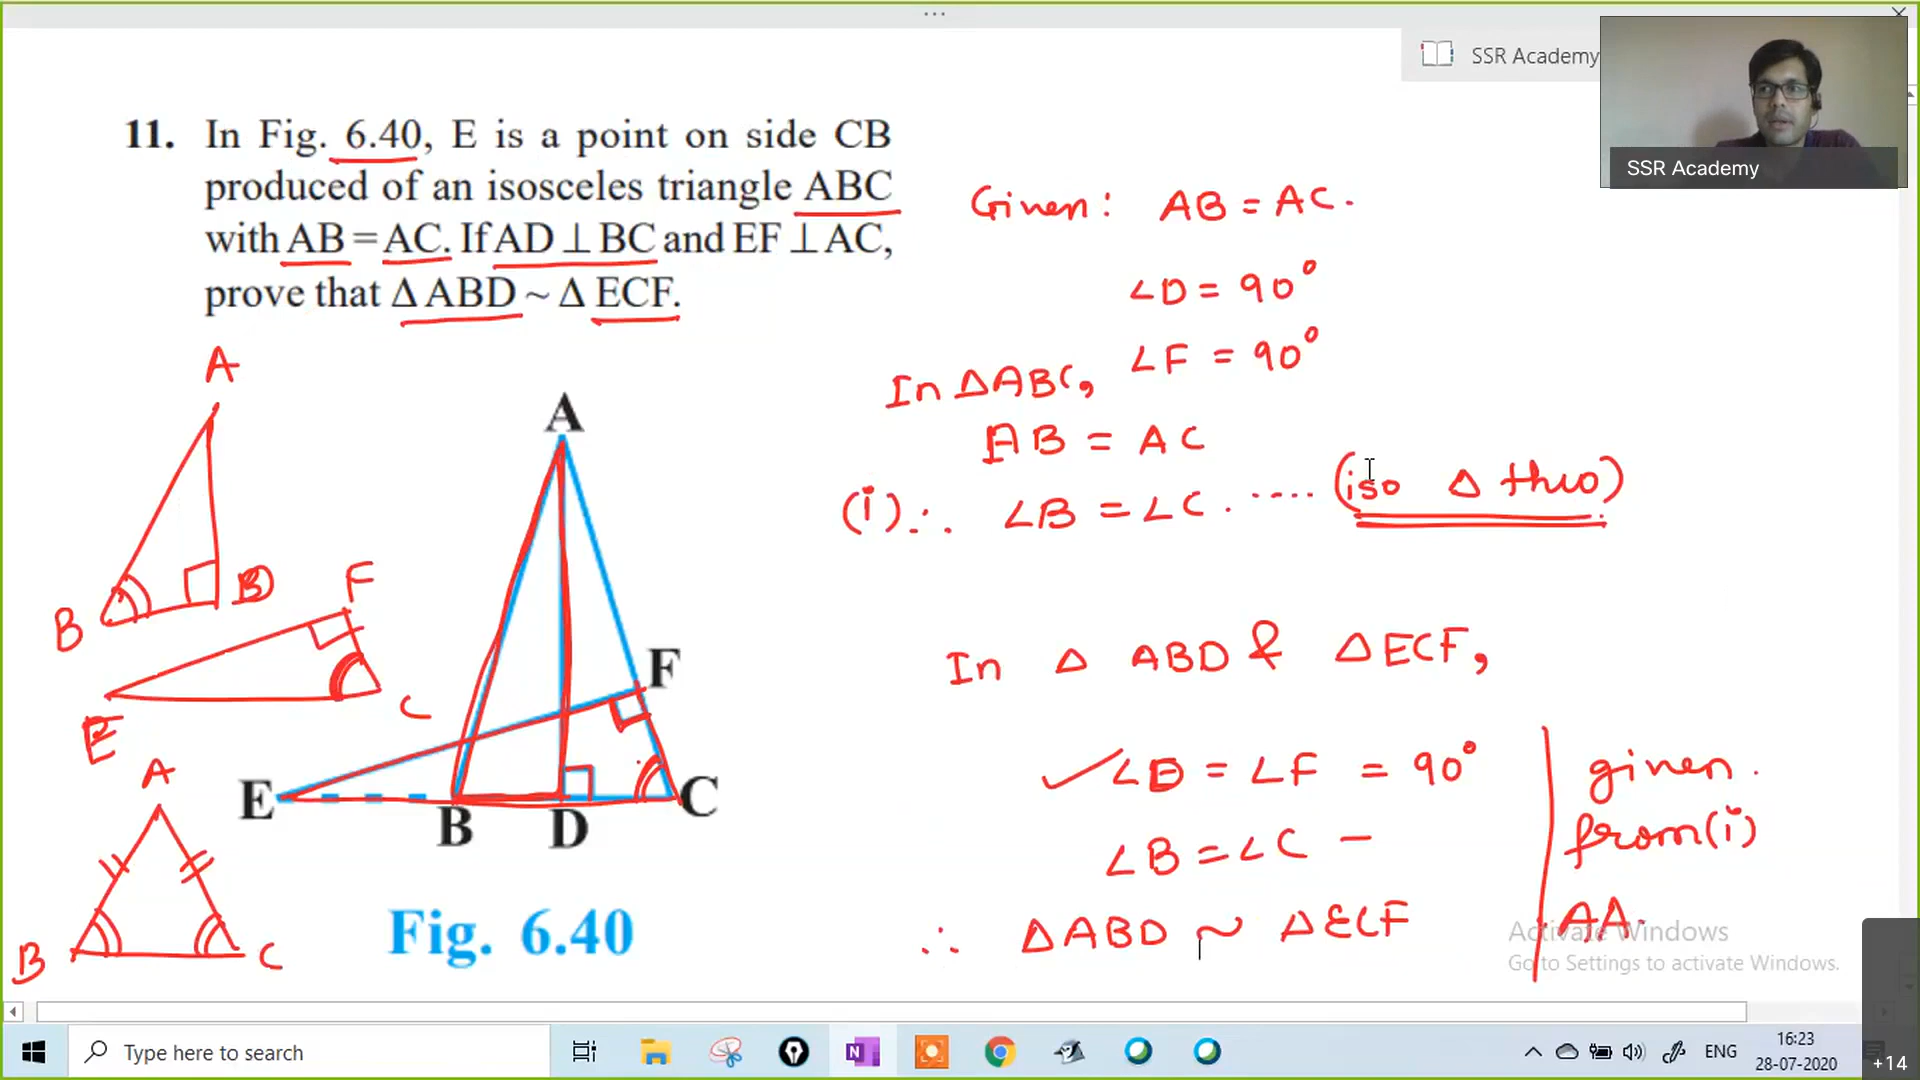 SSR Academy
SSR Academy
11. In Fig. 6.40, E is a point on side CB
produced of an isosceles triangle ABC
with AB = AC. If AD ⊥ BC and EF ⊥ AC,
prove that Δ ABD ~ Δ ECF.
Given: AB = AC.
∠D = 90°
∠F = 90°
In ΔABC,
AB = AC
(i) ∴ ∠B = ∠C. .... (iso Δ thro)
In Δ ABD & ΔECF,
∠D = ∠F = 90° given.
∠B = ∠C – from (i)
∴ ΔABD ~ ΔECF AA.
A
B
D
F
E
C
A
B
C
A
F
E
B
D
C
Fig. 6.40
Activate Windows
Go to Settings to activate Windows.
Type here to search
ENG
16:23
28-07-2020
+14